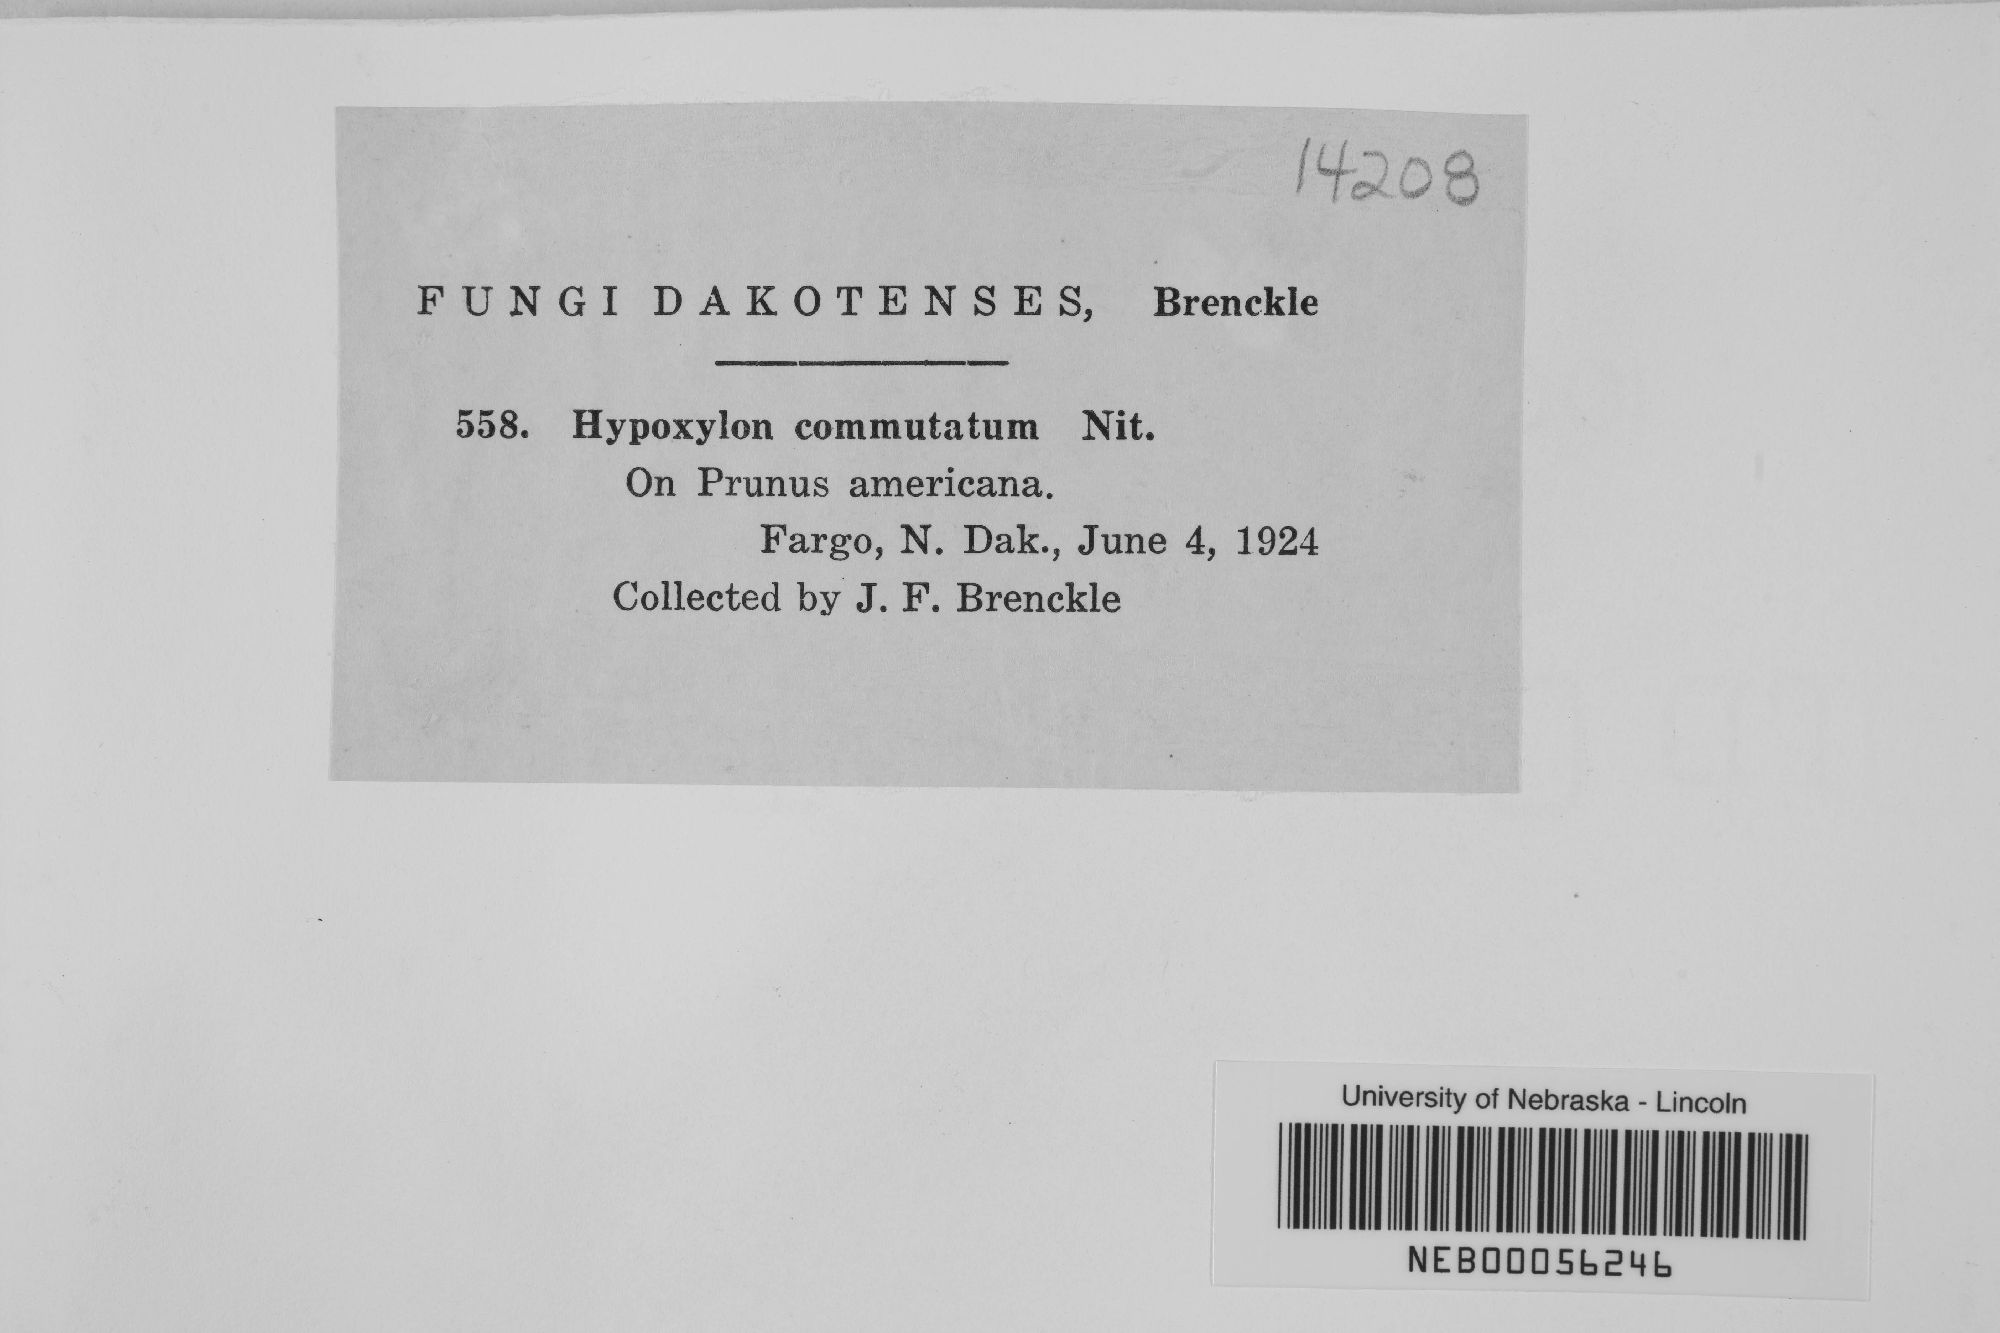 14208
FUNGI DAKOTENSES, Brenckle
558. Hypoxylon commutatum Nit.
On Prunus americana.
Fargo, N. Dak., June 4, 1924
Collected by J. F. Brenckle
University of Nebraska - Lincoln
NEB00056246